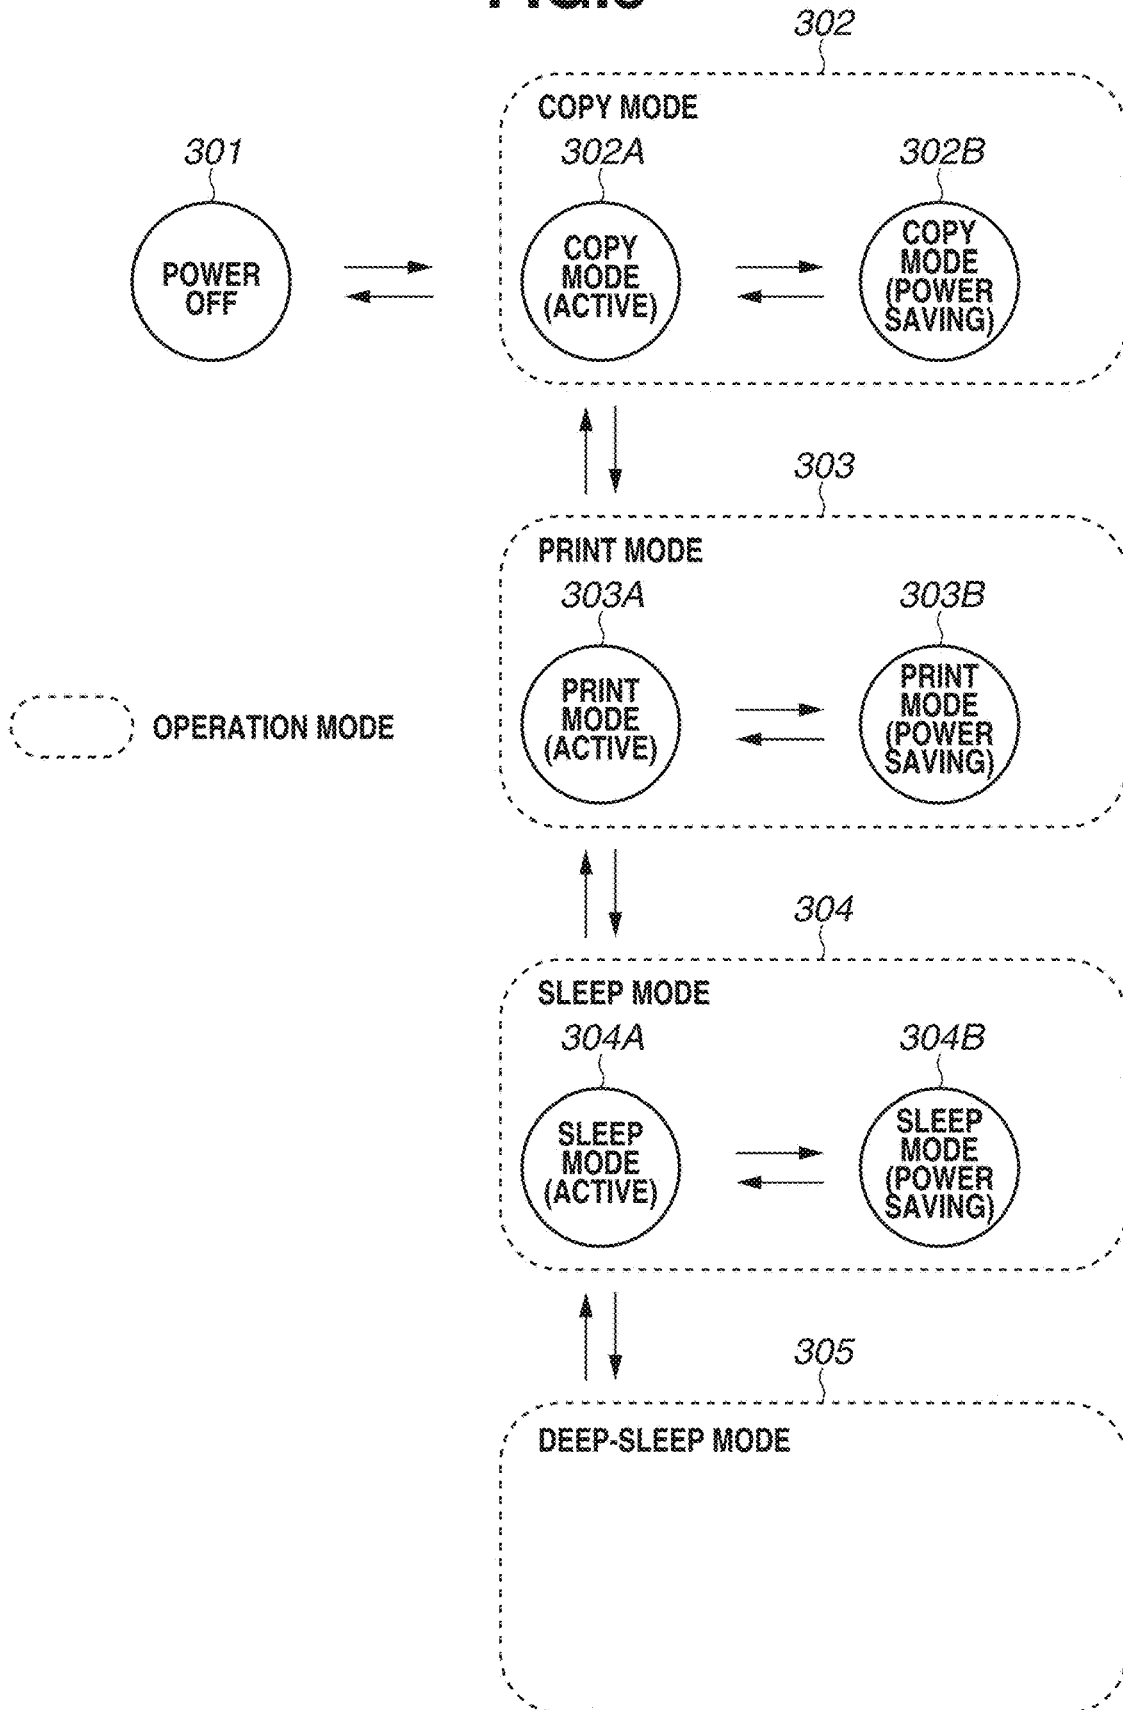 302
COPY MODE
301
302A
302B
POWER
OFF
COPY
MODE
(ACTIVE)
COPY
MODE
(POWER
SAVING)
303
PRINT MODE
303A
303B
PRINT
MODE
(ACTIVE)
PRINT
MODE
(POWER
SAVING)
OPERATION MODE
304
SLEEP MODE
304A
304B
SLEEP
MODE
(ACTIVE)
SLEEP
MODE
(POWER
SAVING)
305
DEEP-SLEEP MODE